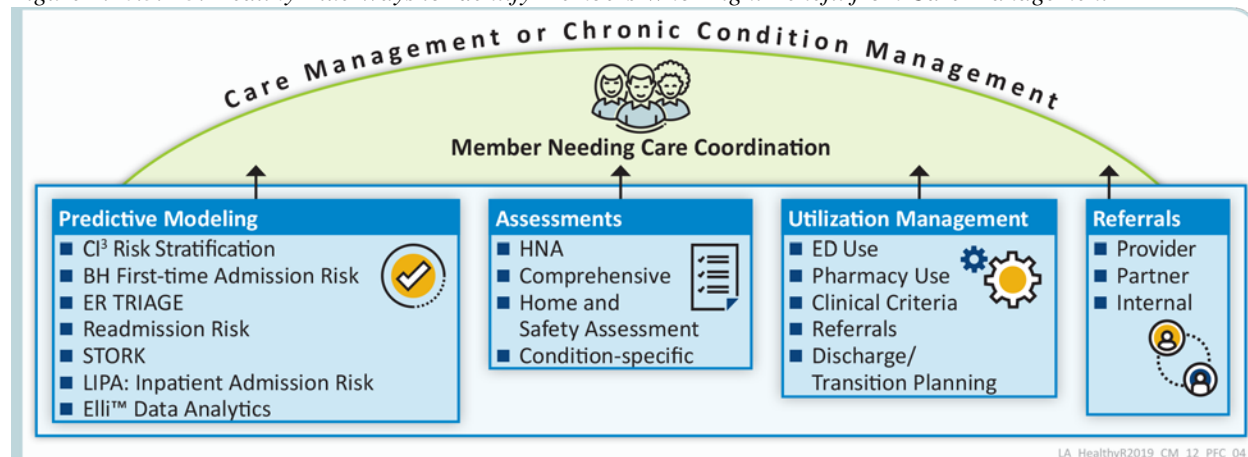 Care Management or Chronic Condition Management
Member Needing Care Coordination
Predictive Modeling
CI³ Risk Stratification
BH First-time Admission Risk
ER TRIAGE
Readmission Risk
STORK
LIPA: Inpatient Admission Risk
Elli™ Data Analytics
Assessments
HNA
Comprehensive
Home and
Safety Assessment
Condition-specific
Utilization Management
ED Use
Pharmacy Use
Clinical Criteria
Referrals
Discharge/
Transition Planning
Referrals
Provider
Partner
Internal
LA_HealthyR2019_CM_12_PFC_04